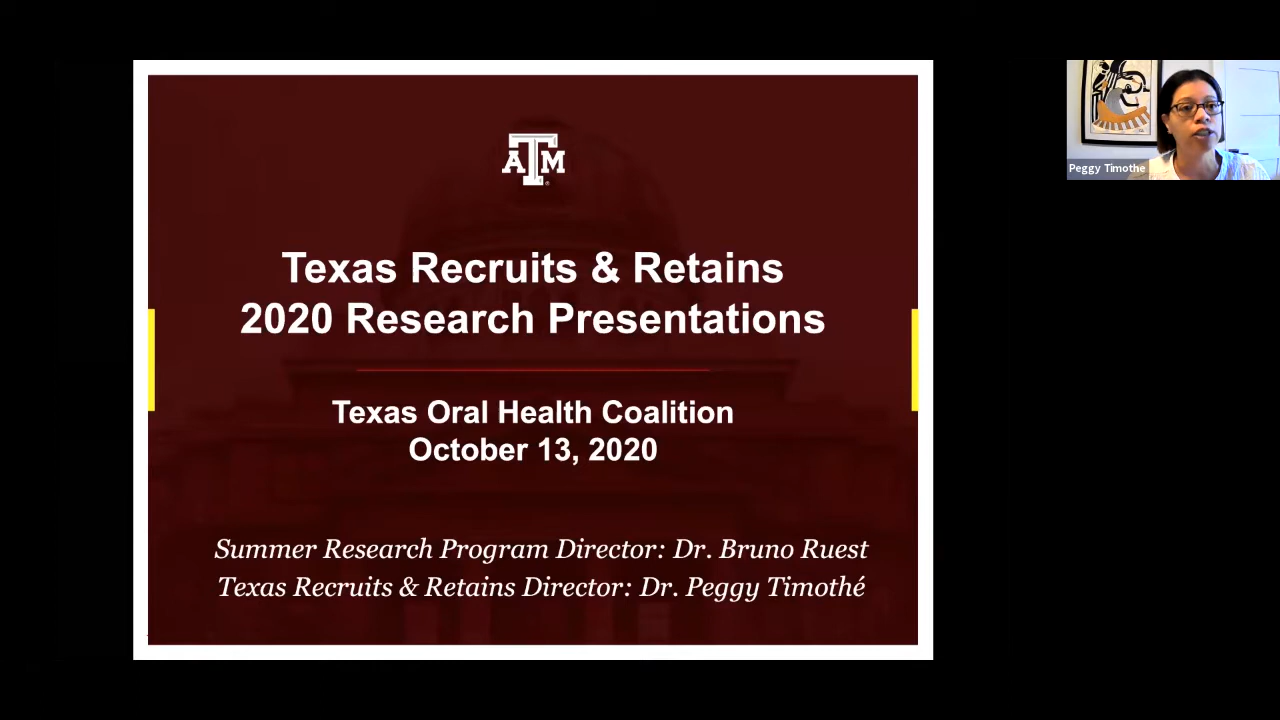 ATM
Texas Recruits & Retains
2020 Research Presentations
Texas Oral Health Coalition
October 13, 2020
Summer Research Program Director: Dr. Bruno Ruest
Texas Recruits & Retains Director: Dr. Peggy Timothé
Peggy Timothe